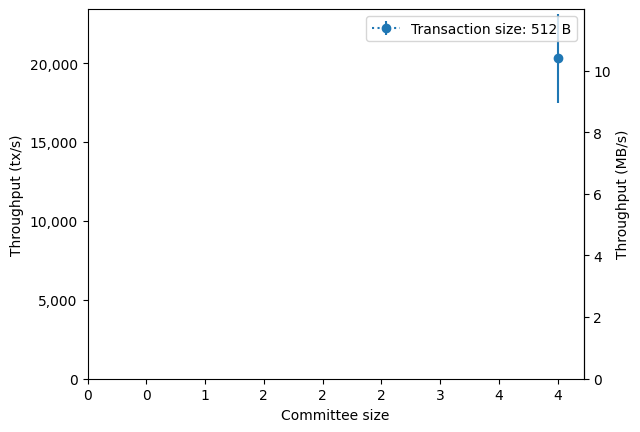 Transaction size: 512 B
Throughput (tx/s)
20,000
15,000
10,000
5,000
0
Throughput (MB/s)
10
8
6
4
2
0
0 0 1 2 2 2 3 4 4
Committee size